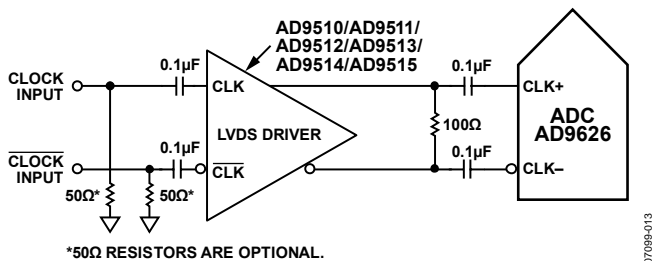 AD9510/AD9511/
AD9512/AD9513/
AD9514/AD9515
0.1µF
0.1µF
CLOCK
INPUT
CLK
CLK+
ADC
AD9626
LVDS DRIVER
100Ω
0.1µF
0.1µF
CLOCK
INPUT
CLK
CLK–
50Ω*
50Ω*
*50Ω RESISTORS ARE OPTIONAL.
07099-013